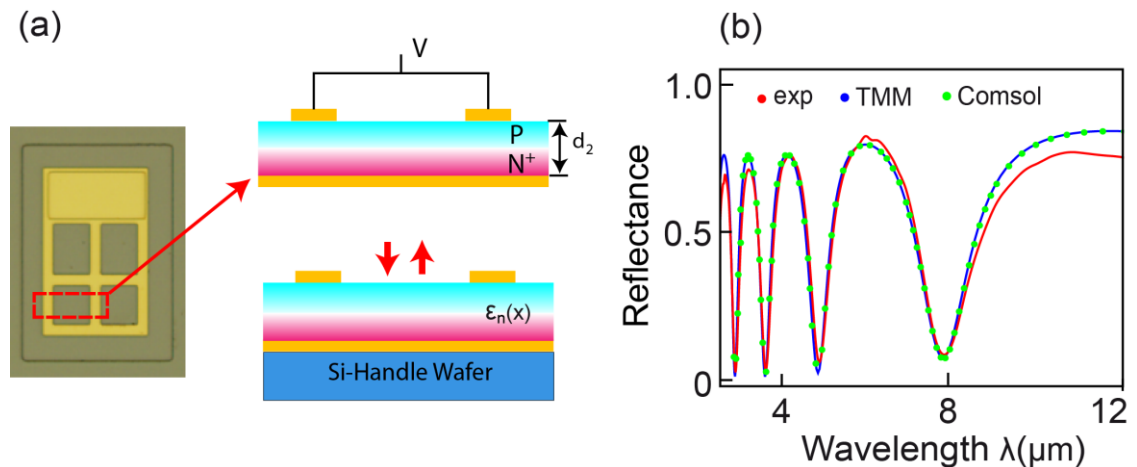 (a)
V
P
N⁺
d₂
εₙ(x)
Si-Handle Wafer
(b)
exp TMM Comsol
1.0
0.5
0
Reflectance
4 8 12
Wavelength λ(μm)